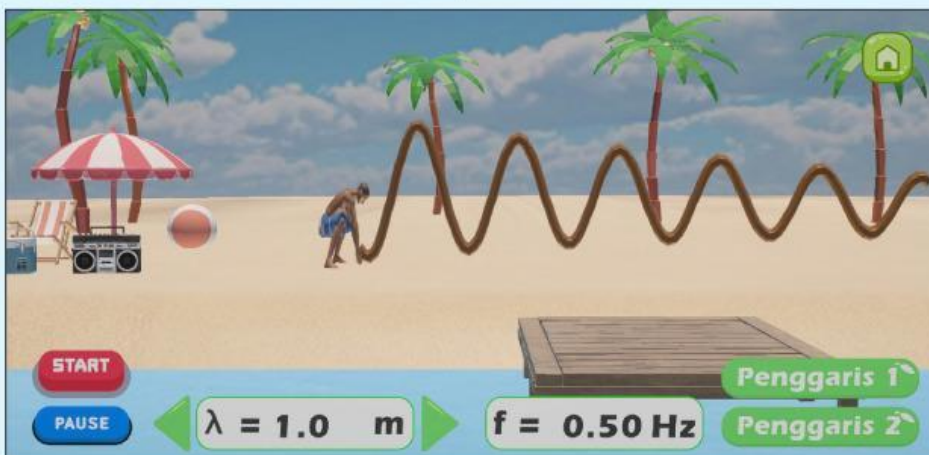 START
PAUSE
λ = 1.0 m
f = 0.50 Hz
Penggaris 1
Penggaris 2